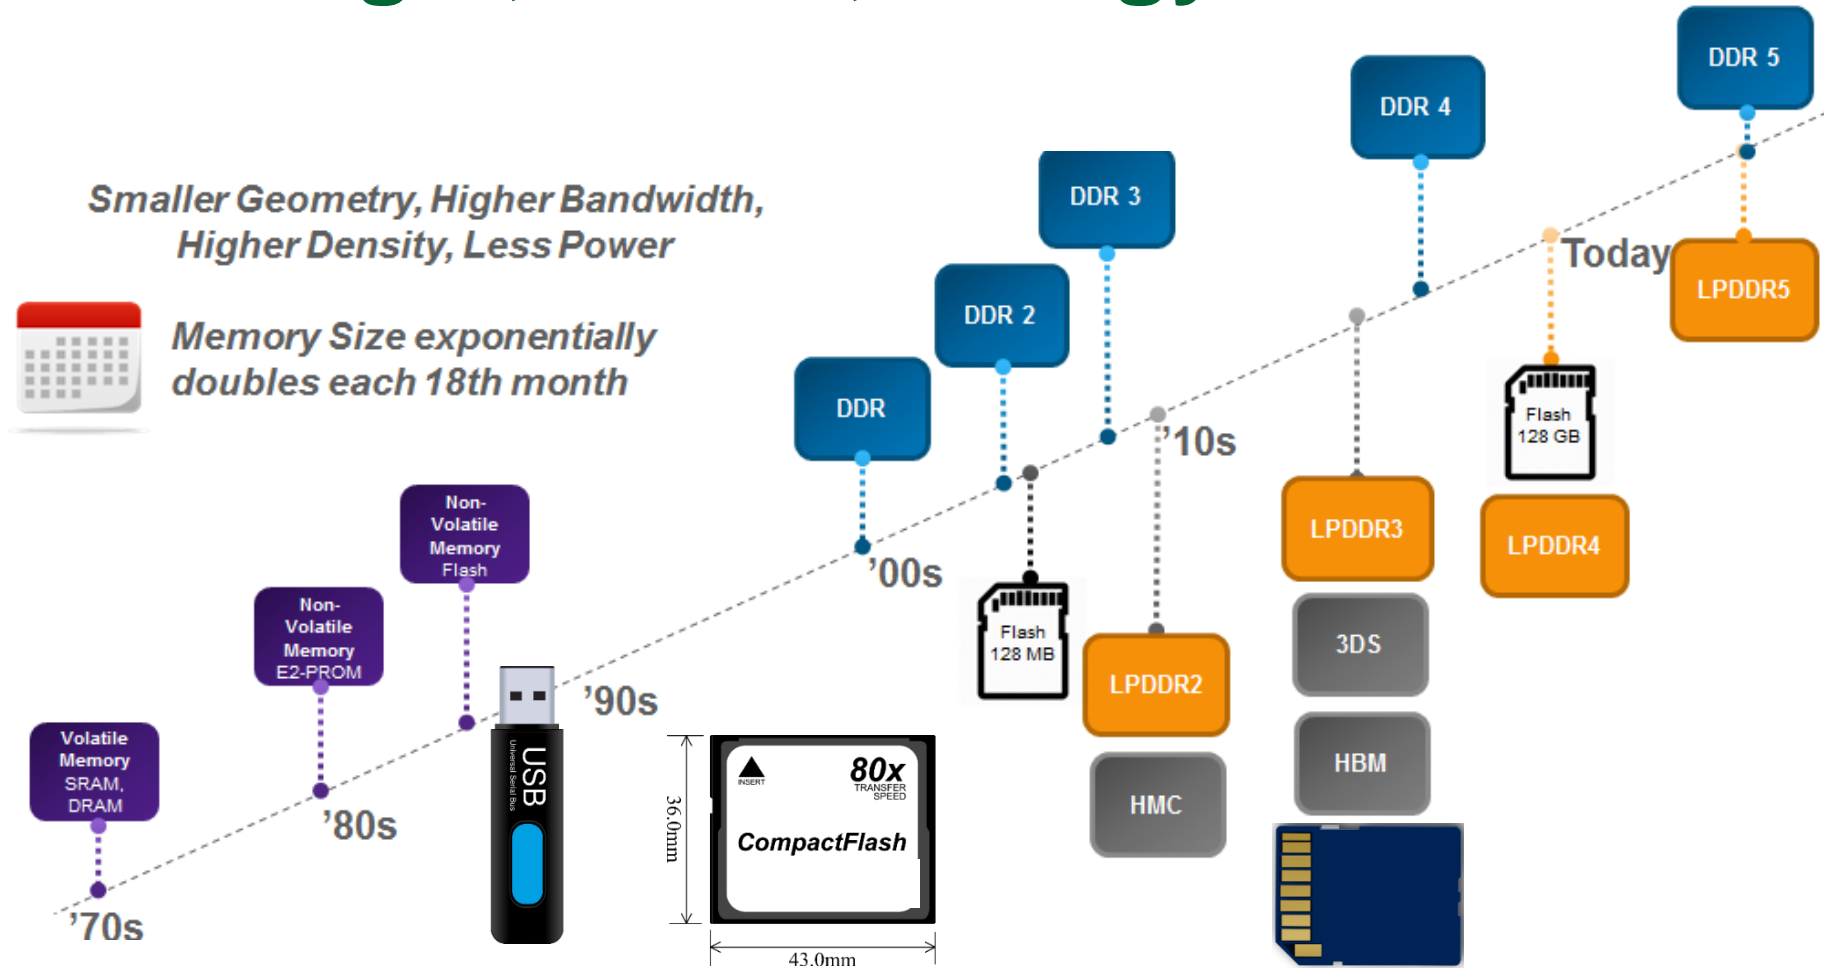 Smaller Geometry, Higher Bandwidth,
Higher Density, Less Power
Memory Size exponentially
doubles each 18th month
DDR 5
DDR 4
DDR 3
DDR 2
DDR
Today
LPDDR5
Flash
128 GB
LPDDR4
'10s
LPDDR3
3DS
HBM
'00s
Flash
128 MB
LPDDR2
HMC
Non-
Volatile
Memory
Flash
Non-
Volatile
Memory
E2-PROM
Volatile
Memory
SRAM,
DRAM
'90s
'80s
'70s
USB
Universal Serial Bus
INSERT
80x
TRANSFER
SPEED
CompactFlash
36.0mm
43.0mm